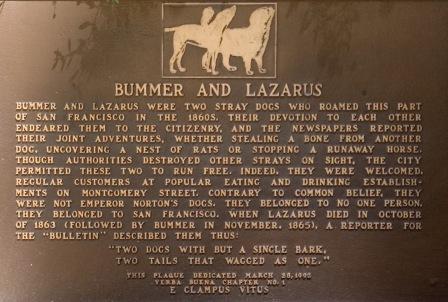 BUMMER AND LAZARUS
BUMMER AND LAZARUS WERE TWO STRAY DOGS WHO ROAMED THIS PART
OF SAN FRANCISCO IN THE 1860S. THEIR DEVOTION TO EACH OTHER
ENDEARED THEM TO THE CITIZENRY, AND THE NEWSPAPERS REPORTED
THEIR JOINT ADVENTURES, WHETHER STEALING A BONE FROM ANOTHER
DOG, UNCOVERING A NEST OF RATS OR STOPPING A RUNAWAY HORSE.
THOUGH AUTHORITIES DESTROYED OTHER STRAYS ON SIGHT, THE CITY
PERMITTED THESE TWO TO RUN FREE. INDEED, THEY WERE WELCOMED,
REGULAR CUSTOMERS AT POPULAR EATING AND DRINKING ESTABLISH-
MENTS ON MONTGOMERY STREET. CONTRARY TO COMMON BELIEF, THEY
WERE NOT EMPEROR NORTON'S DOGS. THEY BELONGED TO NO ONE PERSON.
THEY BELONGED TO SAN FRANCISCO. WHEN LAZARUS DIED IN OCTOBER
OF 1863 (FOLLOWED BY BUMMER IN NOVEMBER, 1865), A REPORTER FOR
THE "BULLETIN" DESCRIBED THEM THUS:
"TWO DOGS WITH BUT A SINGLE BARK,
TWO TAILS THAT WAGGED AS ONE."
THIS PLAQUE DEDICATED MARCH 28, 1992
YERBA BUENA CHAPTER NO. 1
E CLAMPUS VITUS